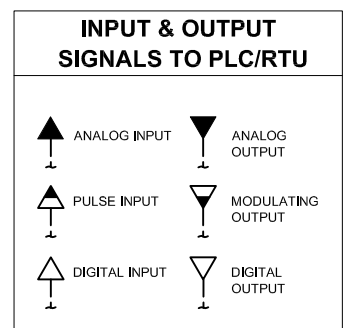 INPUT & OUTPUT
SIGNALS TO PLC/RTU
ANALOG INPUT
ANALOG
OUTPUT
PULSE INPUT
MODULATING
OUTPUT
DIGITAL INPUT
DIGITAL
OUTPUT